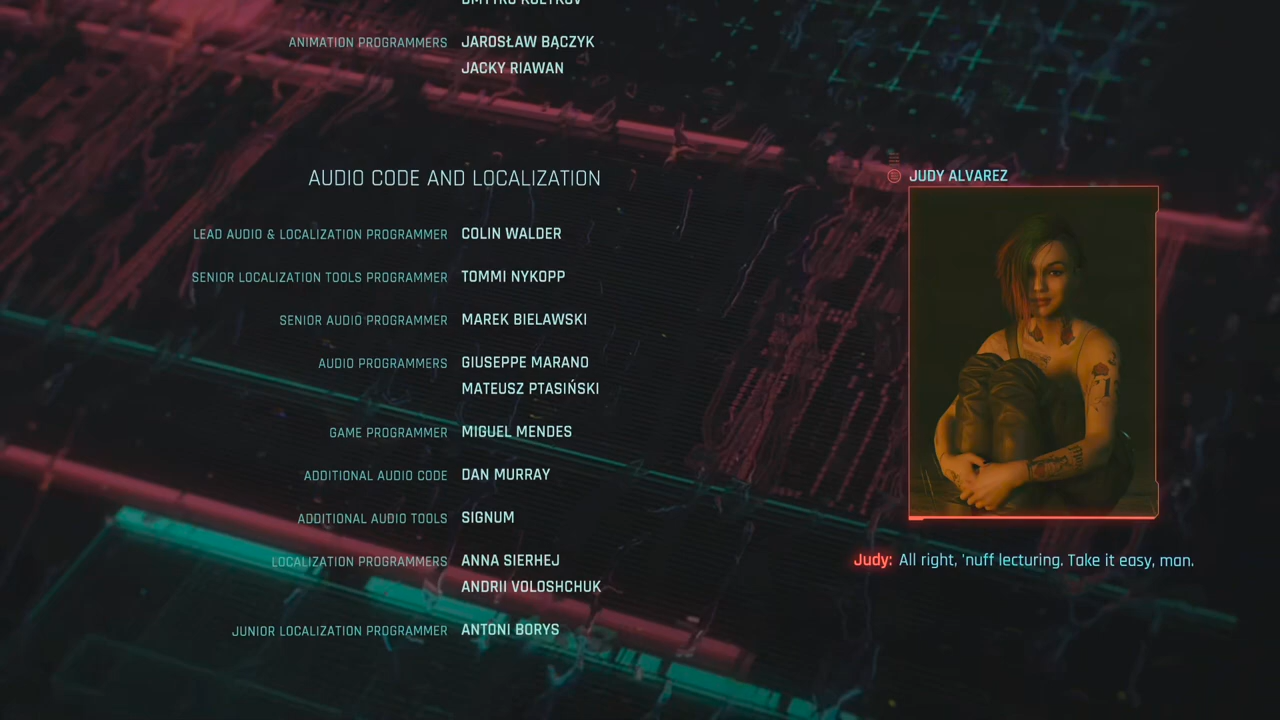 ANIMATION PROGRAMMERS JAROSŁAW BĄCZYK
JACKY RIAWAN
AUDIO CODE AND LOCALIZATION
LEAD AUDIO & LOCALIZATION PROGRAMMER COLIN WALDER
SENIOR LOCALIZATION TOOLS PROGRAMMER TOMMI NYKOPP
SENIOR AUDIO PROGRAMMER MAREK BIELAWSKI
AUDIO PROGRAMMERS GIUSEPPE MARANO
MATEUSZ PTASIŃSKI
GAME PROGRAMMER MIGUEL MENDES
ADDITIONAL AUDIO CODE DAN MURRAY
ADDITIONAL AUDIO TOOLS SIGNUM
LOCALIZATION PROGRAMMERS ANNA SIERHEJ
ANDRII VOLOSHCHUK
JUNIOR LOCALIZATION PROGRAMMER ANTONI BORYS
JUDY ALVAREZ
Judy: All right, 'nuff lecturing. Take it easy, man.